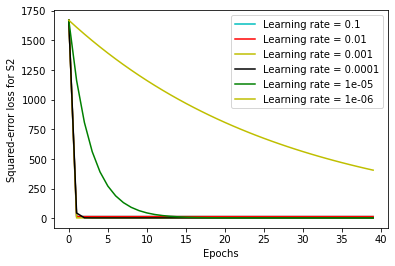 1750
1500
1250
1000
750
500
250
0
Squared-error loss for S2
Learning rate = 0.1
Learning rate = 0.01
Learning rate = 0.001
Learning rate = 0.0001
Learning rate = 1e-05
Learning rate = 1e-06
0 5 10 15 20 25 30 35 40
Epochs